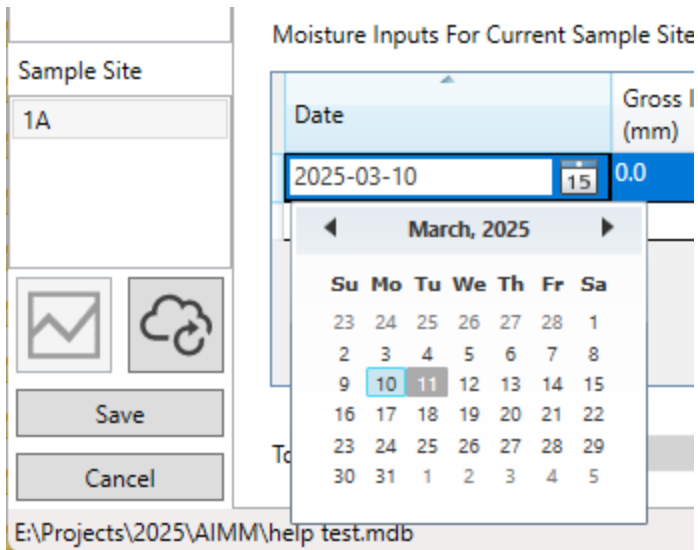 Moisture Inputs For Current Sample Site
Sample Site
1A
Date
Gross
(mm)
2025-03-10
15
0.0
March, 2025
Su Mo Tu We Th Fr Sa
23 24 25 26 27 28 1
2 3 4 5 6 7 8
9 10 11 12 13 14 15
16 17 18 19 20 21 22
23 24 25 26 27 28 29
30 31 1 2 3 4 5
Save
Cancel
E:\Projects\2025\AIMM\help test.mdb